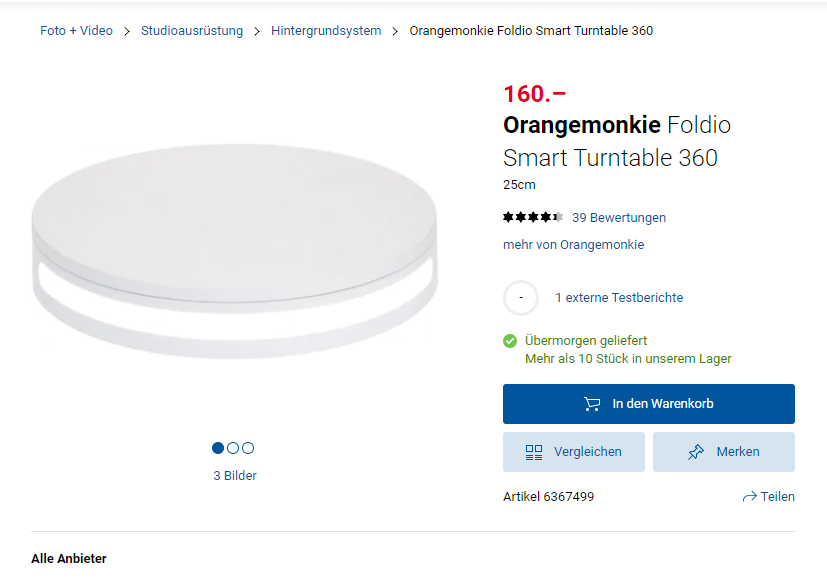 Foto + Video > Studioausrüstung > Hintergrundsystem > Orangemonkie Foldio Smart Turntable 360
160.–
Orangemonkie Foldio
Smart Turntable 360
25cm
39 Bewertungen
mehr von Orangemonkie
- 1 externe Testberichte
Übermorgen geliefert
Mehr als 10 Stück in unserem Lager
In den Warenkorb
Vergleichen
Merken
3 Bilder
Artikel 6367499
Teilen
Alle Anbieter